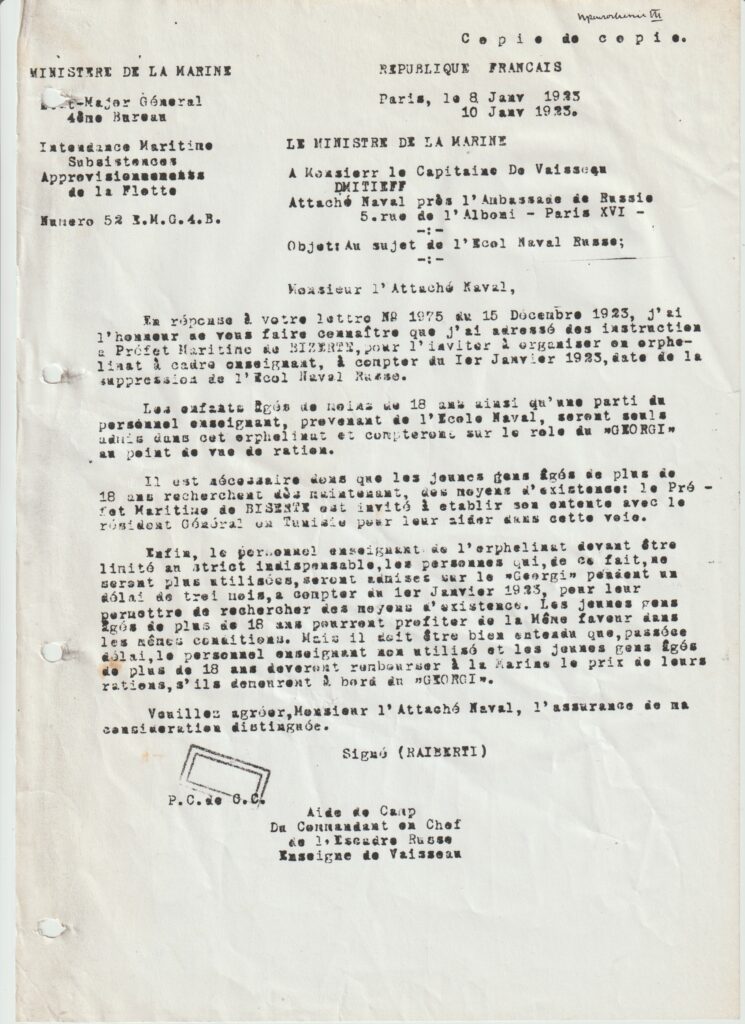 C o p i e  d e  c o p i e.
MINISTERE DE LA MARINE
REPUBLIQUE FRANCAIS
-Major Général
4ème Bureau
Paris, le 8 Janv 1923
10 Janv 1923.
Intendance Maritine
Subsistences
Approvisionnements
de la Flotte
LE MINISTRE DE LA MARINE
A Monsierr le Capitaine De Vaisseau
DMITIEFF
Attaché Naval près l'Ambassade de Russie
5.rue de l'Alboni - Paris XVI -
-:-
Numero 52 E.M.G.4.B.
Objet:Au sujet de l'Ecol Naval Russe;
-:-
Monsieur l'Attaché Naval,
En réponse à votre lettre Nº 1975 du 15 Décembre 1923, j'ai
l'honneur de vous faire connaître que j'ai adressé des instruction
a Préfet Maritine de BIZERTE,pour l'inviter à organiser en orphe-
linat à cadre enseignant, à compter du Ier Janvier 1923,date de la
suppression de l'Ecol Naval Russe.
Les enfants âgés de moins de 18 ans ainsi qu'une parti du
personnel enseignant, prevenant de l'Ecole Naval, seront seuls
admis dans cet orphelinat et compteront sur le role du "GEORGI"
au point de vue de ration.
Il est nécessaire dons que les jeunes gens âgés de plus de
18 ans recherchent dès maintenant, des moyens d'existence: le Pré -
fet Maritime de BISERTE est invité à etablir son entente avec le
résident Général en Tunisie pour leur aider dans cette voie.
Enfin, le personnel enseignant de l'orphelinat devant être
limité au strict indispensable,les personnes qui,de ce fait,ne
seront plus utilisées,seront admises sur le "Georgi" pendent un
délai de trei mois,a compter du 1er Janvier 1923, pour leur
permettre de rechercher des moyens d'existence. Les jeunes gens
âgés de plus de 18 ans pourront profiter de la Même faveur dans
les mêmes conditions. Mais il doit être bien entendu que,passéce
délai,le personnel enseignant non utilisé et les jeunes gens âgés
de plus de 18 ans deveront rembourser à la Marine le prix de leurs
rations,s'ils demeurent à bord du "GEORGI".
Veuillez agréer,Monsieur l'Attaché Naval, l'assurance de ma
consideration distinguée.
Signé (RAIBERTI)
P.C.de C.C.
Aide de Camp
Du Commandant en Chef
de l'Escadre Russe
Enseigne de Vaisseau